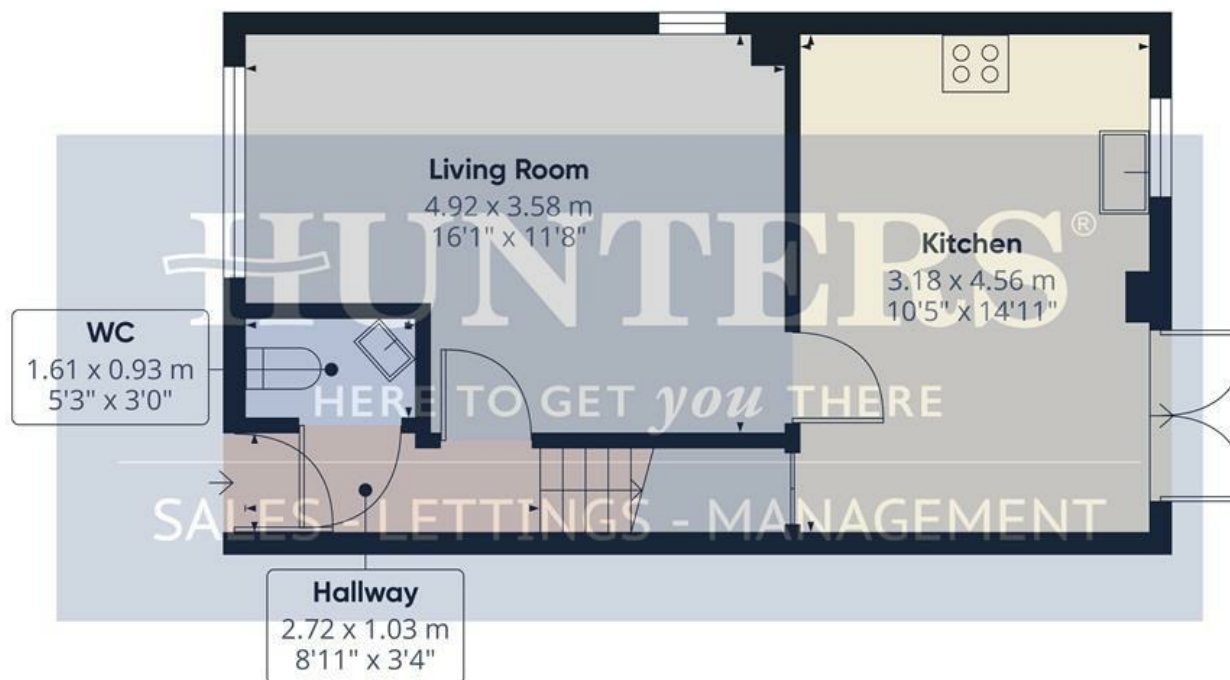 Living Room
4.92 x 3.58 m
16'1" x 11'8"
Kitchen
3.18 x 4.56 m
10'5" x 14'11"
WC
1.61 x 0.93 m
5'3" x 3'0"
Hallway
2.72 x 1.03 m
8'11" x 3'4"
HUNTERS®
HERE TO GET you THERE
SALES - LETTINGS - MANAGEMENT